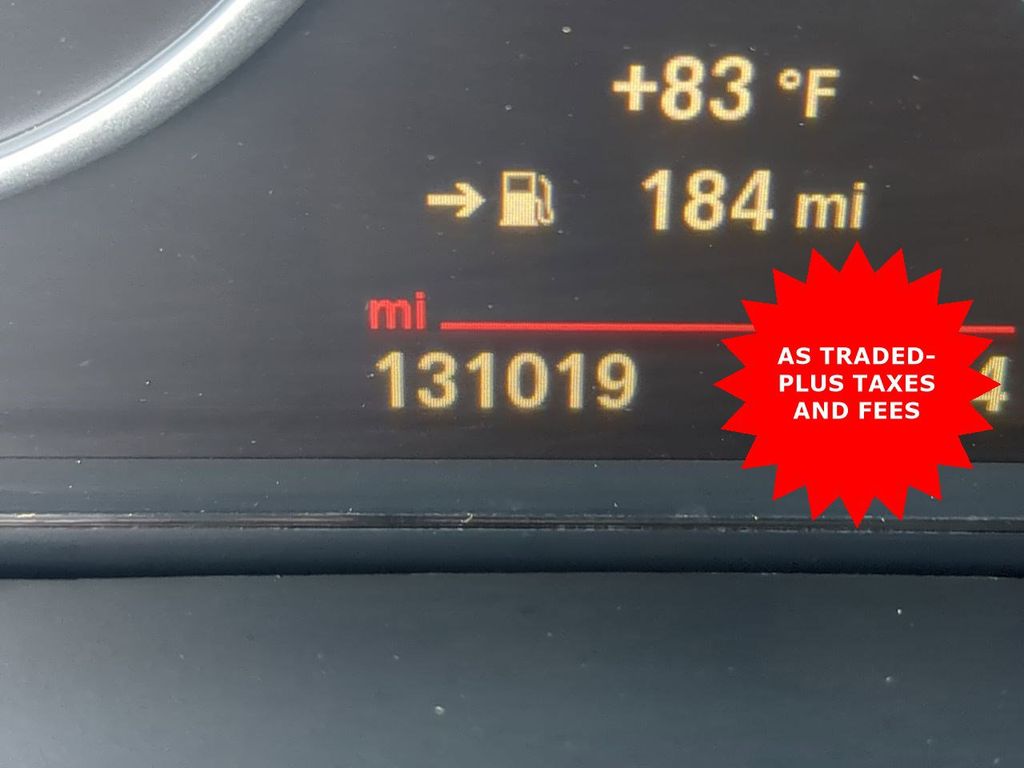 +83 °F
184 mi
mi
131019
AS TRADED-
PLUS TAXES
AND FEES